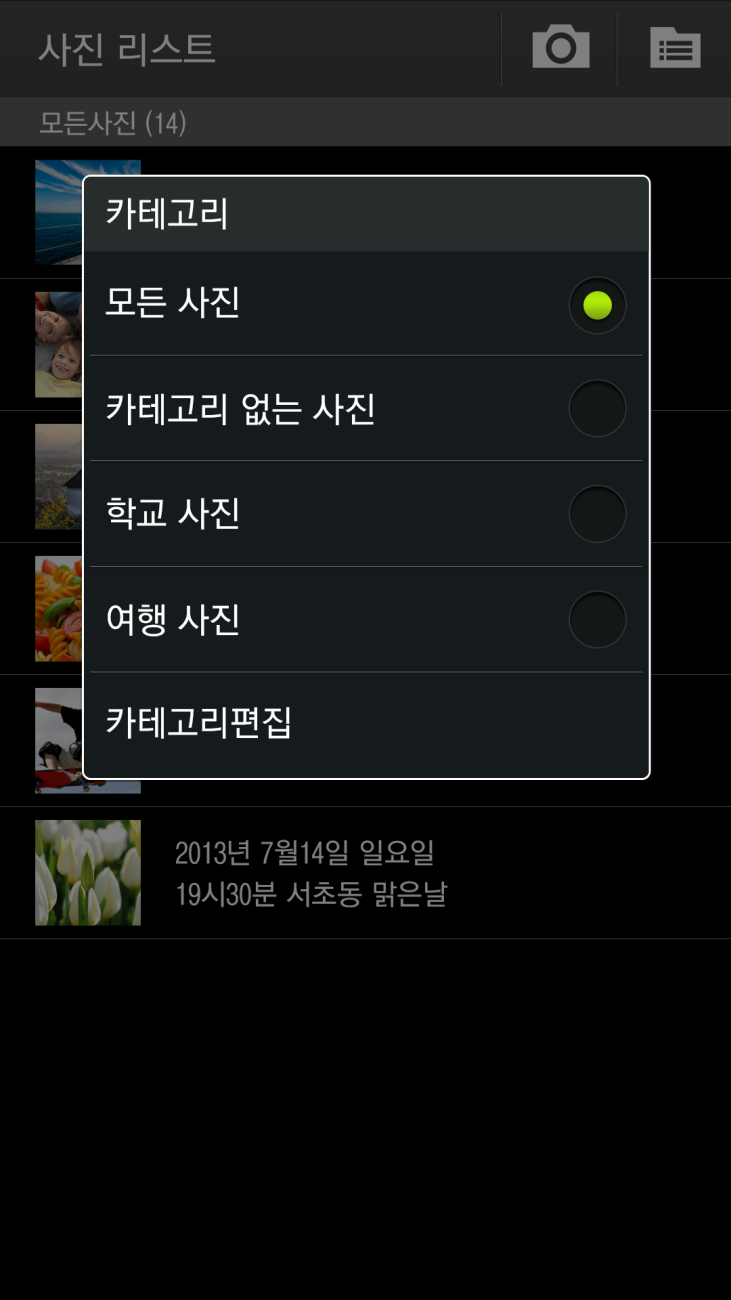 사진 리스트
모든사진 (14)
카테고리
모든 사진
카테고리 없는 사진
학교 사진
여행 사진
카테고리편집
2013년 7월14일 일요일
19시30분 서초동 맑은날